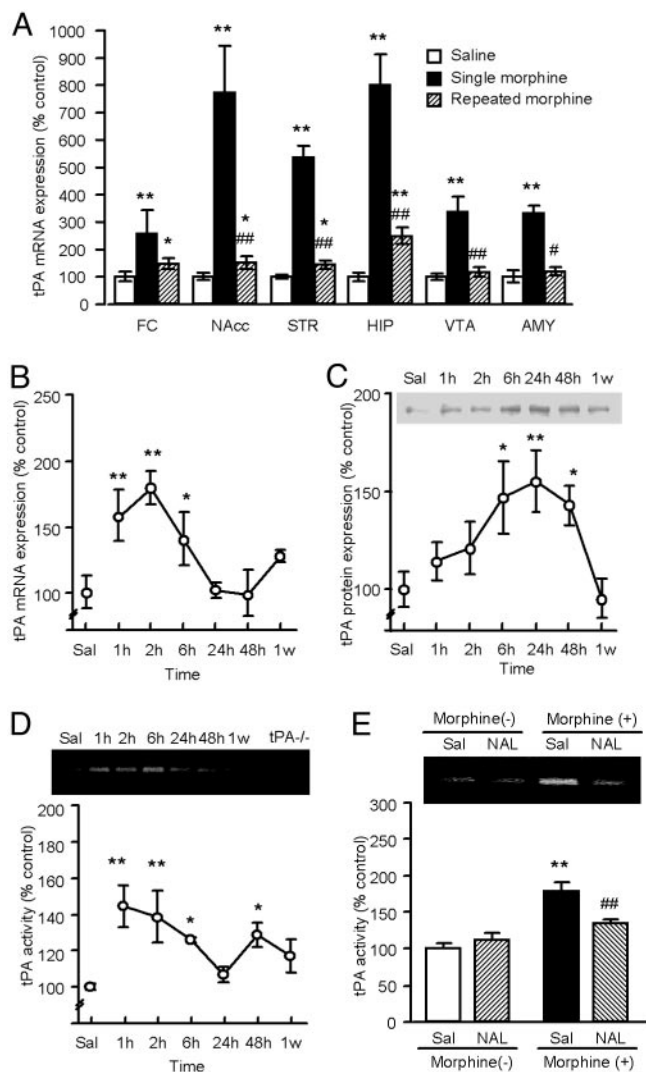 A
** ** ** ** ** **
Saline
Single morphine
Repeated morphine
tPA mRNA expression (% control)
1000
900
800
700
600
500
400
300
200
100
0
* * * **
## ## ## ## #
FC NAcc STR HIP VTA AMY
B
tPA mRNA expression (% control)
250
200
150
100
** ** *
Sal 1h 2h 6h 24h 48h 1w
Time
C
Sal 1h 2h 6h 24h 48h 1w
tPA protein expression (% control)
200
150
100
* ** *
Sal 1h 2h 6h 24h 48h 1w
Time
D
Sal 1h 2h 6h 24h 48h 1w tPA-/-
tPA activity (% control)
200
180
160
140
120
100
** ** * *
Sal 1h 2h 6h 24h 48h 1w
Time
E
Morphine(-) Morphine (+)
Sal NAL Sal NAL
tPA activity (% control)
300
250
200
150
100
50
0
** ##
Sal NAL Sal NAL
Morphine(-) Morphine (+)